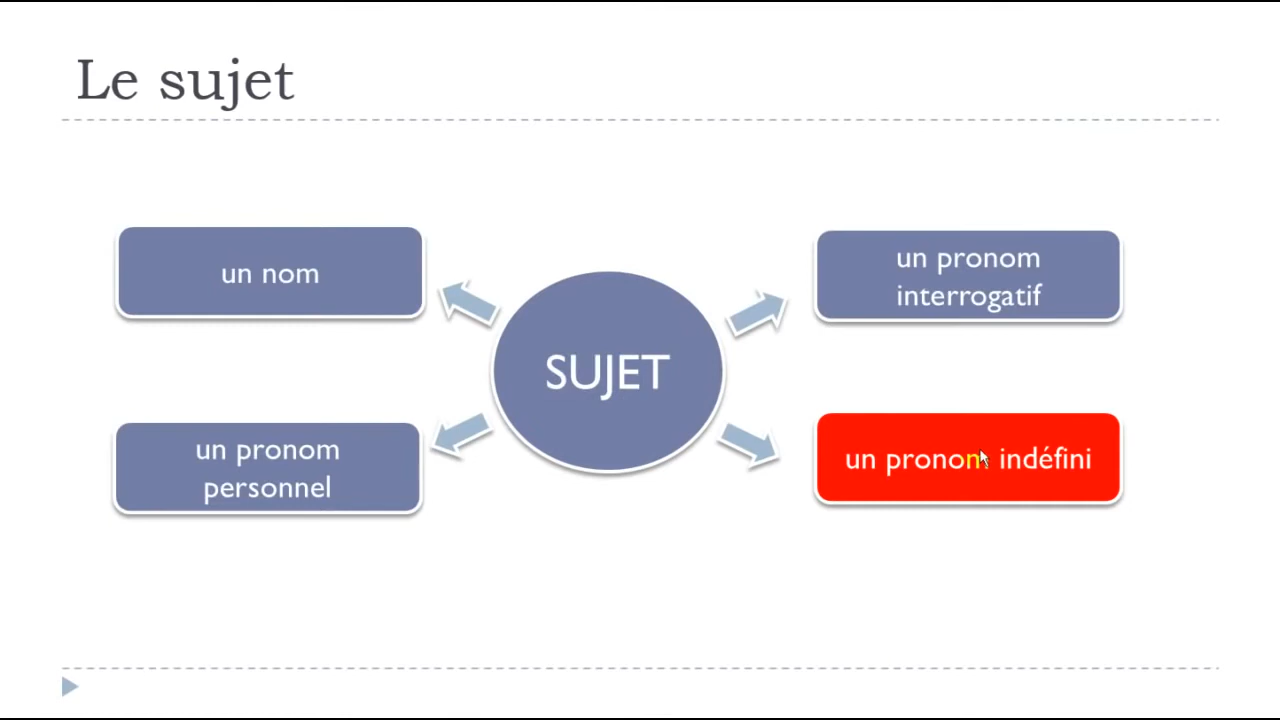 Le sujet
un nom
un pronom
interrogatif
SUJET
un pronom
personnel
un pronom indéfini